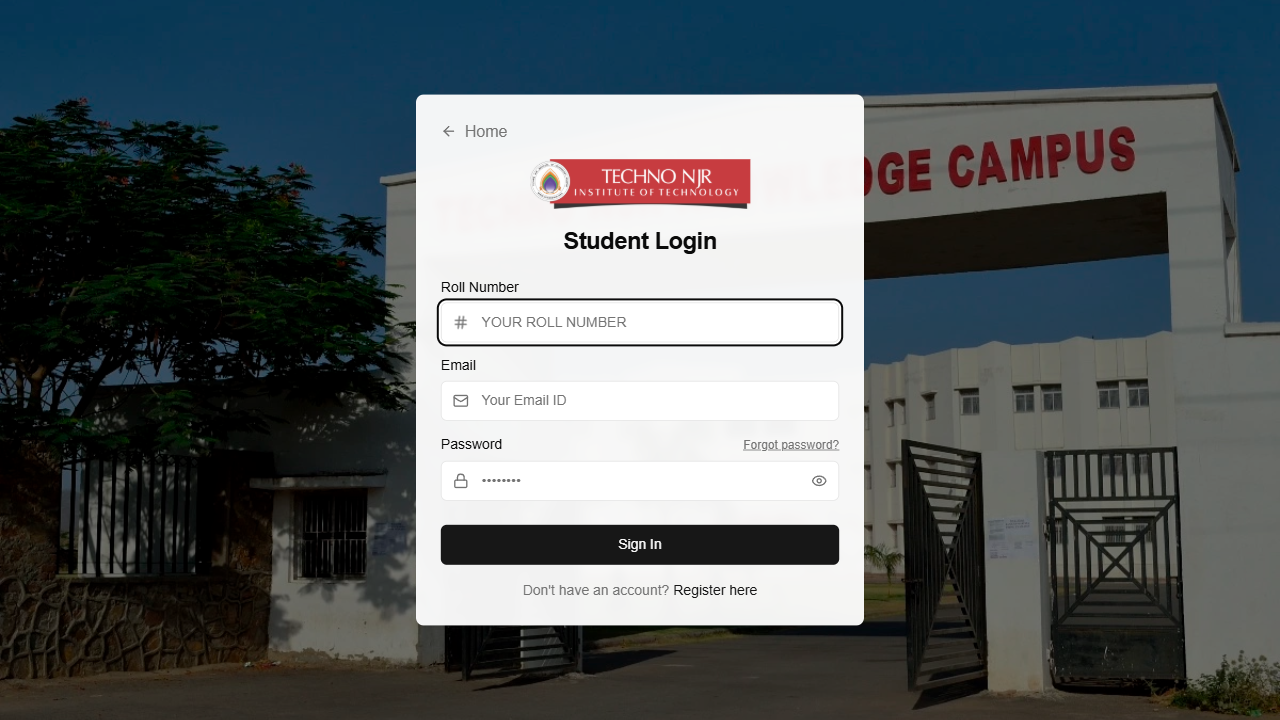 Home
TECHNO NJR
INSTITUTE OF TECHNOLOGY
Student Login
Roll Number
YOUR ROLL NUMBER
Email
Your Email ID
Password
Forgot password?
••••••••
Sign In
Don't have an account? Register here
CAMPUS